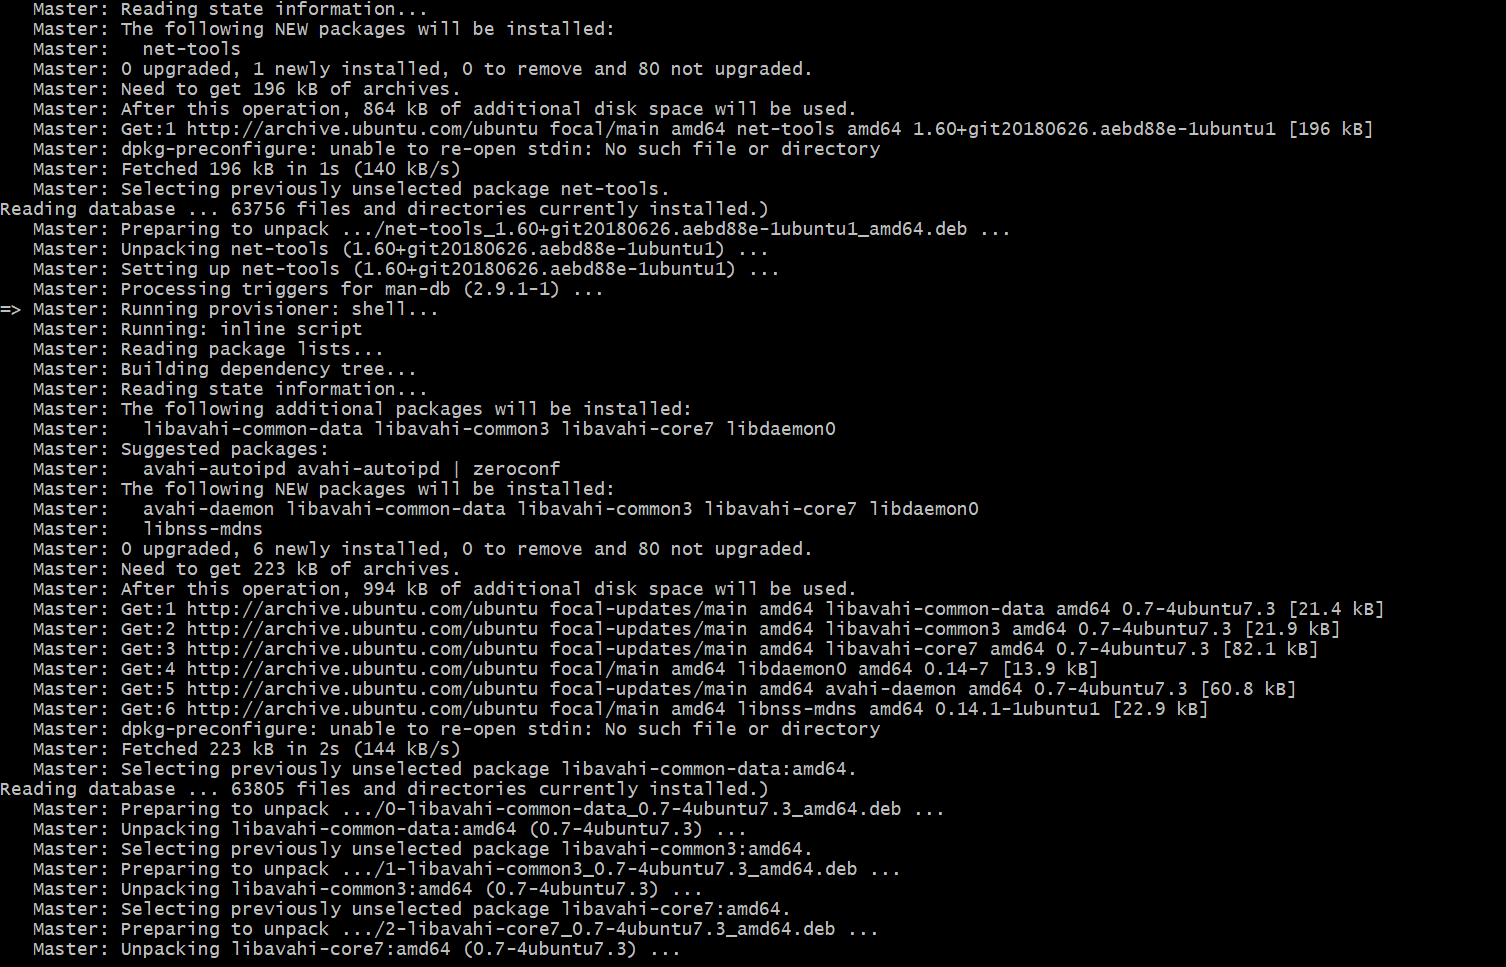 Master: Reading state information...
Master: The following NEW packages will be installed:
Master:   net-tools
Master: 0 upgraded, 1 newly installed, 0 to remove and 80 not upgraded.
Master: Need to get 196 kB of archives.
Master: After this operation, 864 kB of additional disk space will be used.
Master: Get:1 http://archive.ubuntu.com/ubuntu focal/main amd64 net-tools amd64 1.60+git20180626.aebd88e-1ubuntu1 [196 kB]
Master: dpkg-preconfigure: unable to re-open stdin: No such file or directory
Master: Fetched 196 kB in 1s (140 kB/s)
Master: Selecting previously unselected package net-tools.
Reading database ... 63756 files and directories currently installed.)
Master: Preparing to unpack .../net-tools_1.60+git20180626.aebd88e-1ubuntu1_amd64.deb ...
Master: Unpacking net-tools (1.60+git20180626.aebd88e-1ubuntu1) ...
Master: Setting up net-tools (1.60+git20180626.aebd88e-1ubuntu1) ...
Master: Processing triggers for man-db (2.9.1-1) ...
=> Master: Running provisioner: shell...
Master: Running: inline script
Master: Reading package lists...
Master: Building dependency tree...
Master: Reading state information...
Master: The following additional packages will be installed:
Master:   libavahi-common-data libavahi-common3 libavahi-core7 libdaemon0
Master: Suggested packages:
Master:   avahi-autoipd avahi-autoipd | zeroconf
Master: The following NEW packages will be installed:
Master:   avahi-daemon libavahi-common-data libavahi-common3 libavahi-core7 libdaemon0
Master:   libnss-mdns
Master: 0 upgraded, 6 newly installed, 0 to remove and 80 not upgraded.
Master: Need to get 223 kB of archives.
Master: After this operation, 994 kB of additional disk space will be used.
Master: Get:1 http://archive.ubuntu.com/ubuntu focal-updates/main amd64 libavahi-common-data amd64 0.7-4ubuntu7.3 [21.4 kB]
Master: Get:2 http://archive.ubuntu.com/ubuntu focal-updates/main amd64 libavahi-common3 amd64 0.7-4ubuntu7.3 [21.9 kB]
Master: Get:3 http://archive.ubuntu.com/ubuntu focal-updates/main amd64 libavahi-core7 amd64 0.7-4ubuntu7.3 [82.1 kB]
Master: Get:4 http://archive.ubuntu.com/ubuntu focal/main amd64 libdaemon0 amd64 0.14-7 [13.9 kB]
Master: Get:5 http://archive.ubuntu.com/ubuntu focal-updates/main amd64 avahi-daemon amd64 0.7-4ubuntu7.3 [60.8 kB]
Master: Get:6 http://archive.ubuntu.com/ubuntu focal/main amd64 libnss-mdns amd64 0.14.1-1ubuntu1 [22.9 kB]
Master: dpkg-preconfigure: unable to re-open stdin: No such file or directory
Master: Fetched 223 kB in 2s (144 kB/s)
Master: Selecting previously unselected package libavahi-common-data:amd64.
Reading database ... 63805 files and directories currently installed.)
Master: Preparing to unpack .../0-libavahi-common-data_0.7-4ubuntu7.3_amd64.deb ...
Master: Unpacking libavahi-common-data:amd64 (0.7-4ubuntu7.3) ...
Master: Selecting previously unselected package libavahi-common3:amd64.
Master: Preparing to unpack .../1-libavahi-common3_0.7-4ubuntu7.3_amd64.deb ...
Master: Unpacking libavahi-common3:amd64 (0.7-4ubuntu7.3) ...
Master: Selecting previously unselected package libavahi-core7:amd64.
Master: Preparing to unpack .../2-libavahi-core7_0.7-4ubuntu7.3_amd64.deb ...
Master: Unpacking libavahi-core7:amd64 (0.7-4ubuntu7.3) ...